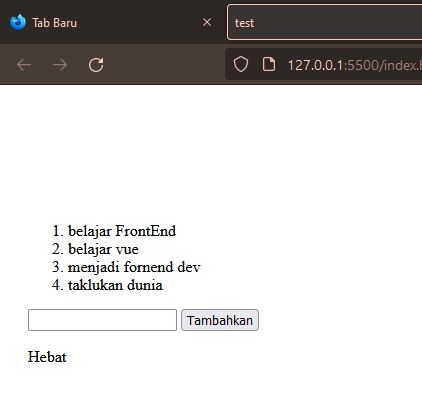 Tab Baru
test
127.0.0.1:5500/index.h
1. belajar FrontEnd
2. belajar vue
3. menjadi fornend dev
4. taklukan dunia
Tambahkan
Hebat